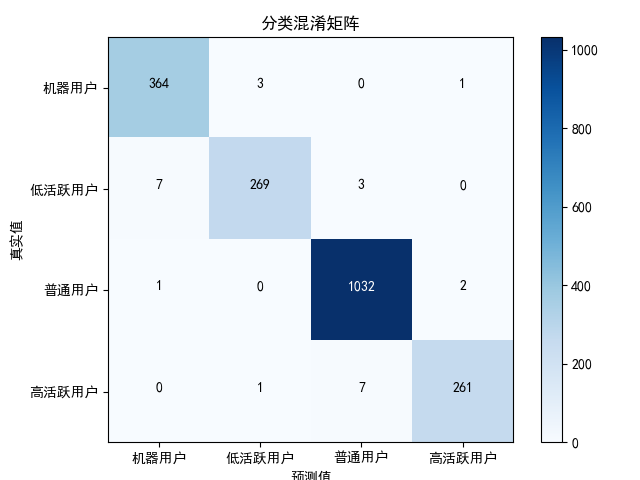 分类混淆矩阵
机器用户 364 3 0 1
低活跃用户 7 269 3 0
普通用户 1 0 1032 2
高活跃用户 0 1 7 261
机器用户 低活跃用户 普通用户 高活跃用户
真实值
预测值
1000
800
600
400
200
0